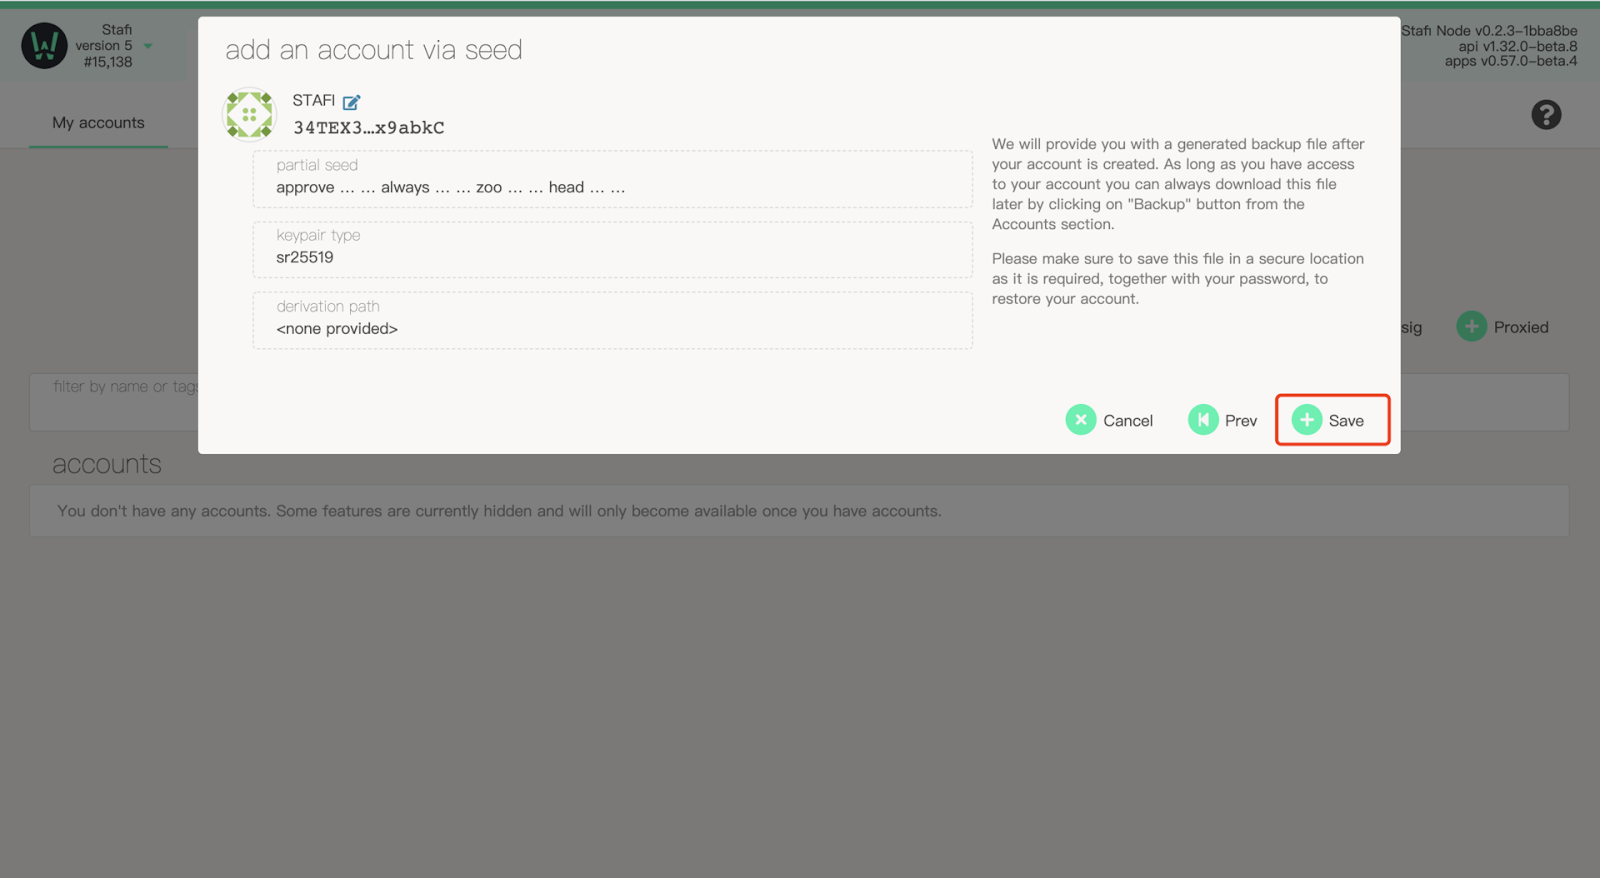 Stafi
version 5
#15,138
Stafi Node v0.2.3-1bba8be
api v1.32.0-beta.8
apps v0.57.0-beta.4
My accounts
add an account via seed
STAFI
34TEX3...x9abkC
partial seed
approve ... ... always ... ... zoo ... ... head ... ...
keypair type
sr25519
derivation path
<none provided>
We will provide you with a generated backup file after
your account is created. As long as you have access
to your account you can always download this file
later by clicking on "Backup" button from the
Accounts section.
Please make sure to save this file in a secure location
as it is required, together with your password, to
restore your account.
Cancel
Prev
Save
sig
Proxied
filter by name or tags
accounts
You don't have any accounts. Some features are currently hidden and will only become available once you have accounts.